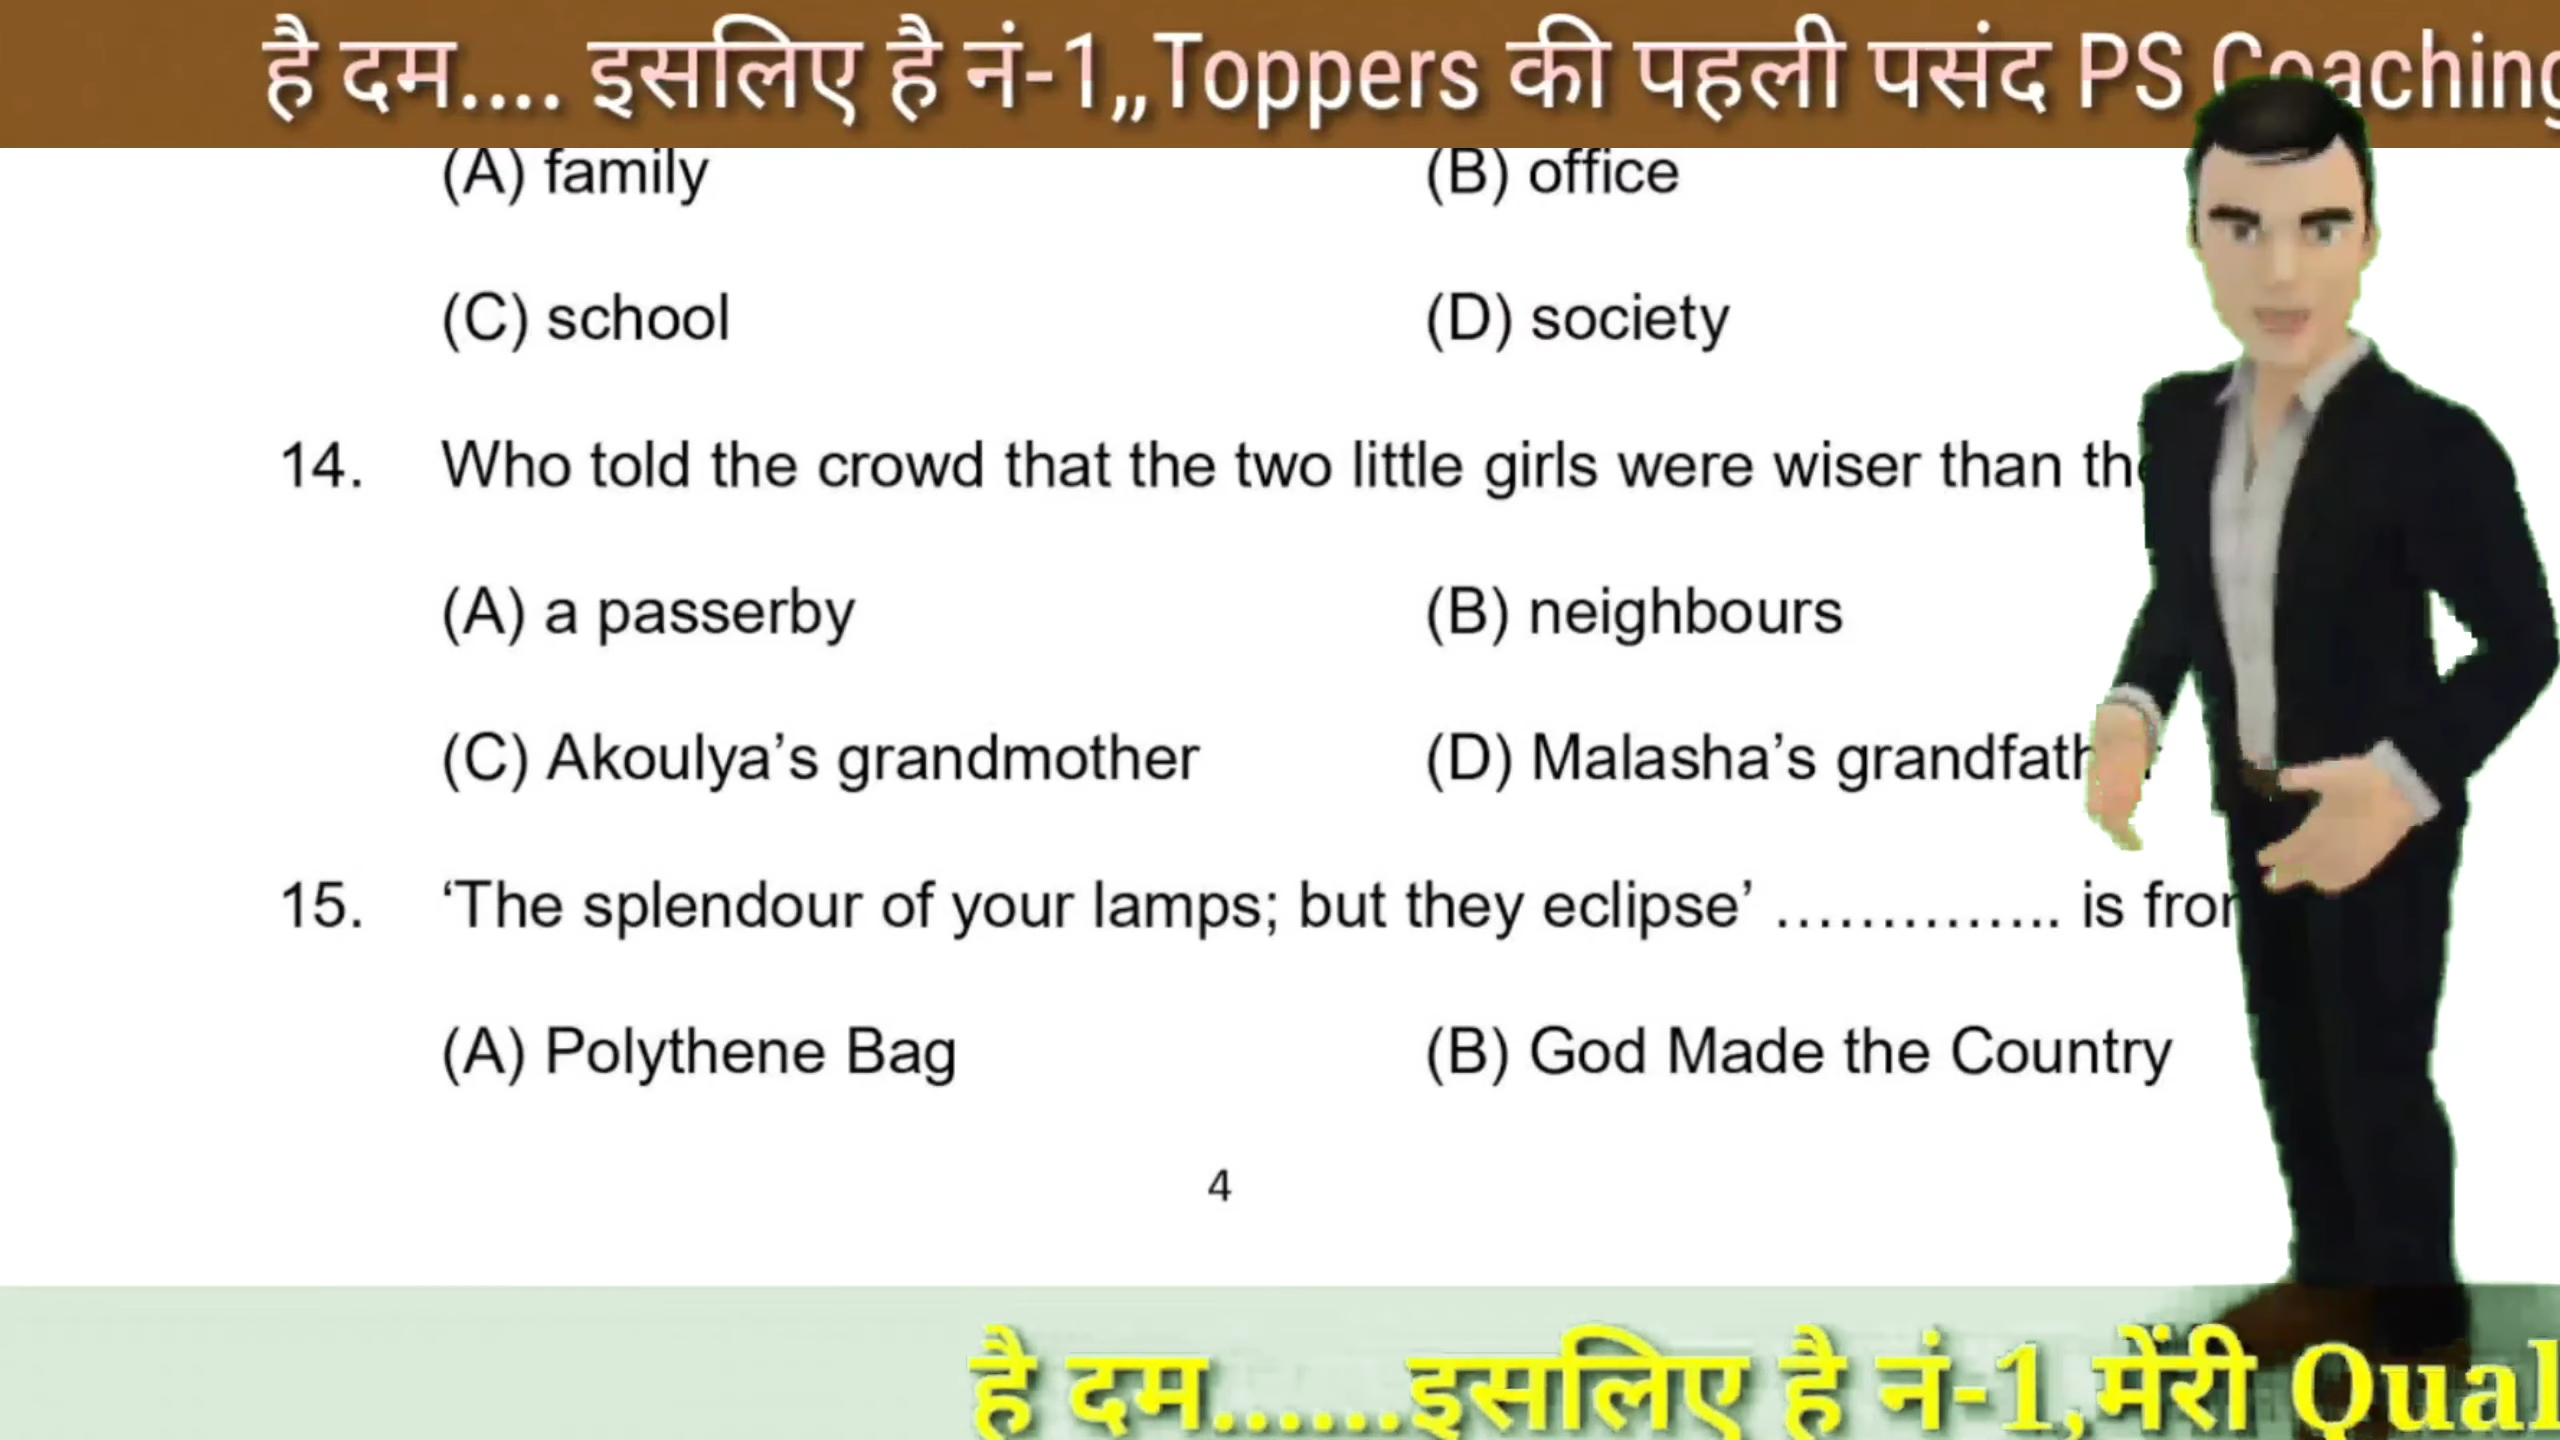 है दम.... इसलिए है नं-1,,Toppers की पहली पसंद PS Coaching
(A) family (B) office
(C) school (D) society
14. Who told the crowd that the two little girls were wiser than
(A) a passerby (B) neighbours
(C) Akoulya’s grandmother (D) Malasha’s
15. ‘The splendour of your lamps; but they eclipse’ ………….. is
(A) Polythene Bag (B) God Made the Country
4
है दम......इसलिए है नं-1,मेंरी